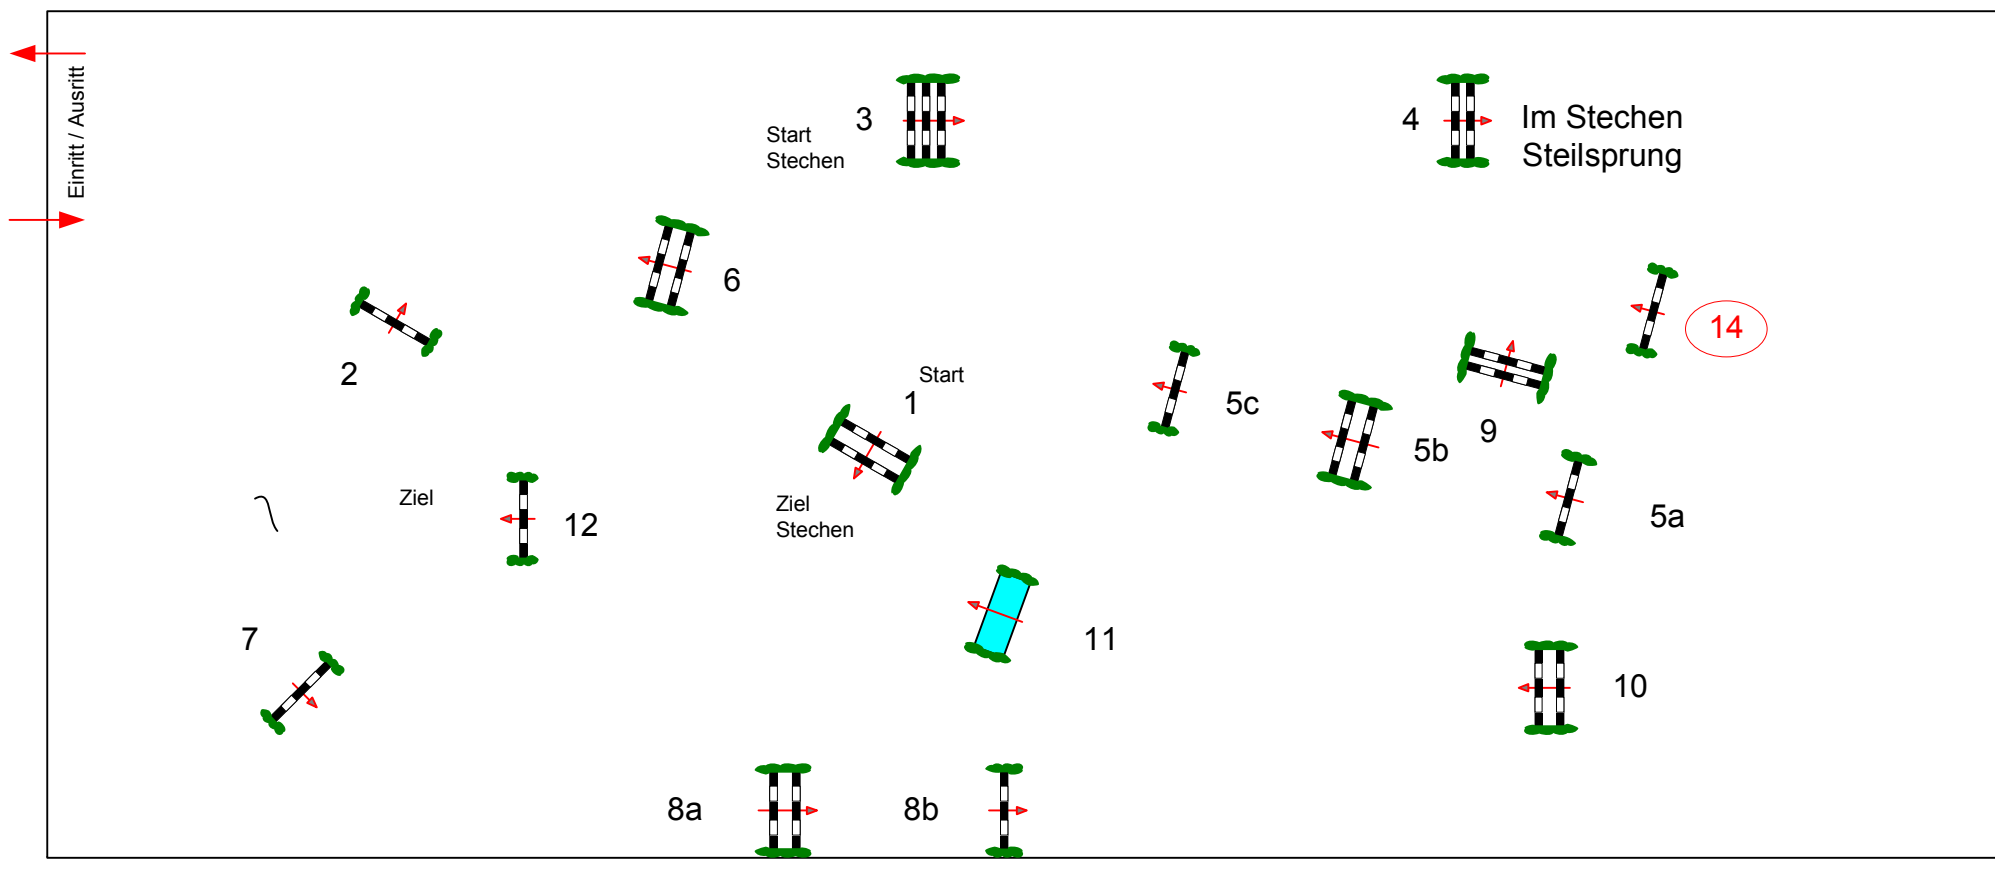 Einritt / Ausritt
3
Start
Stechen
4
Im Stechen
Steilsprung
6
14
2
Start
1
5c
9
5b
Ziel
12
Ziel
Stechen
5a
7
11
10
8a
8b